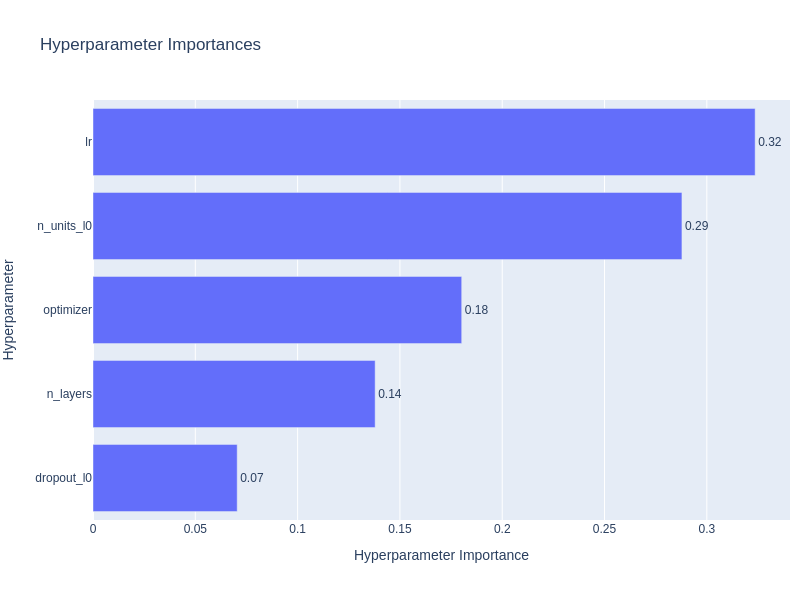 Hyperparameter Importances
lr
0.32
n_units_l0
0.29
optimizer
0.18
n_layers
0.14
dropout_l0
0.07
0
0.05
0.1
0.15
0.2
0.25
0.3
Hyperparameter Importance
Hyperparameter